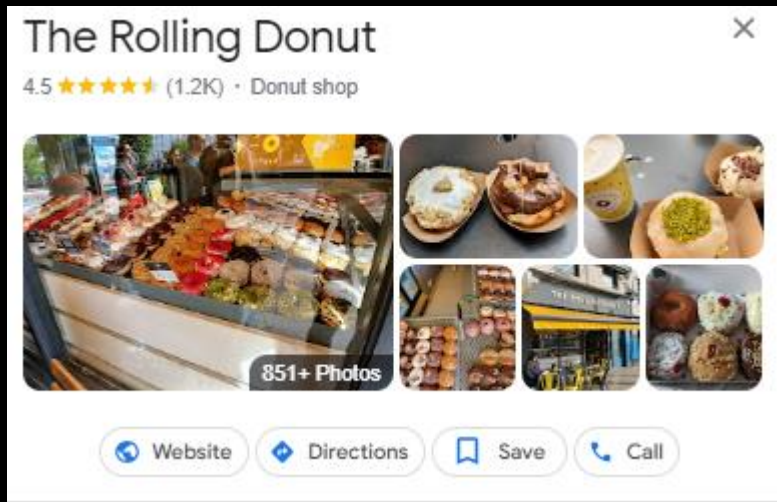 The Rolling Donut
4.5 (1.2K) · Donut shop
851+ Photos
Website Directions Save Call